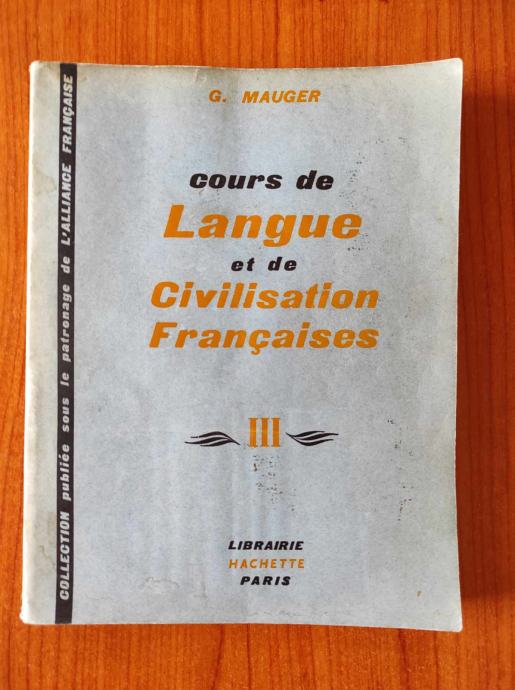 G. MAUGER
cours de
Langue
et de
Civilisation
Françaises
III
LIBRAIRIE
HACHETTE
PARIS
COLLECTION publiée sous le patronage de L'ALLIANCE FRANÇAISE